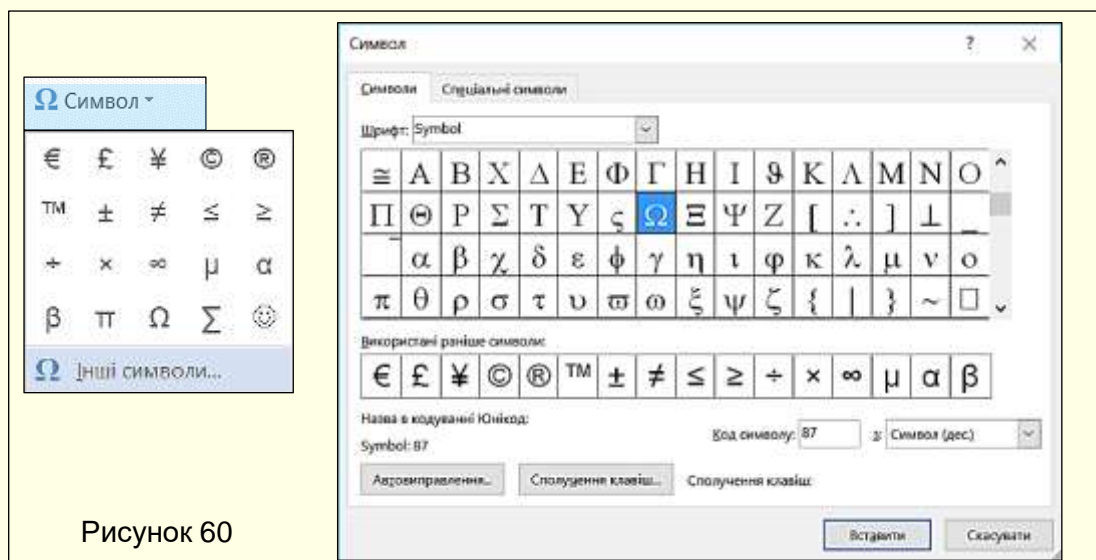 Ω Символ
€ £ ¥ © ®
™ ± ≠ ≤ ≥
÷ × ∞ µ α
β π Ω ∑ ☺
Ω Інші символи...
Рисунок 60
Символ ? ×
Символи Спеціальні символи
Шрифт: Symbol
≅ Α Β Χ Δ Ε Φ Γ Η Ι ϑ Κ Λ Μ Ν Ο
Π Θ Ρ Σ Τ Υ ς Ω Ξ Ψ Ζ [ ∴ ] ⊥ _
‾ α β χ δ ε ϕ γ η ι φ κ λ μ ν ο
π θ ρ σ τ υ ϖ ω ξ ψ ζ { | } ~ □
Використані раніше символи:
€ £ ¥ © ® ™ ± ≠ ≤ ≥ ÷ × ∞ µ α β
Назва в кодуванні Юнікод:
Symbol: 87
Код символу: 87 з: Символ (дес.)
Автовиправлення... Сполучення клавіш... Сполучення клавіш:
Вставити Скасувати